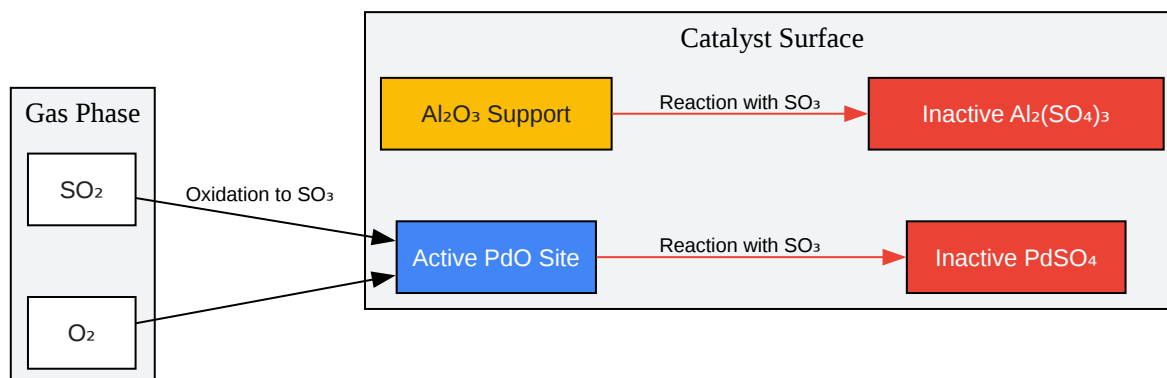 Catalyst Surface
Gas Phase
Al₂O₃ Support
Reaction with SO₃
Inactive Al₂(SO₄)₃
SO₂
Oxidation to SO₃
Active PdO Site
Reaction with SO₃
Inactive PdSO₄
O₂